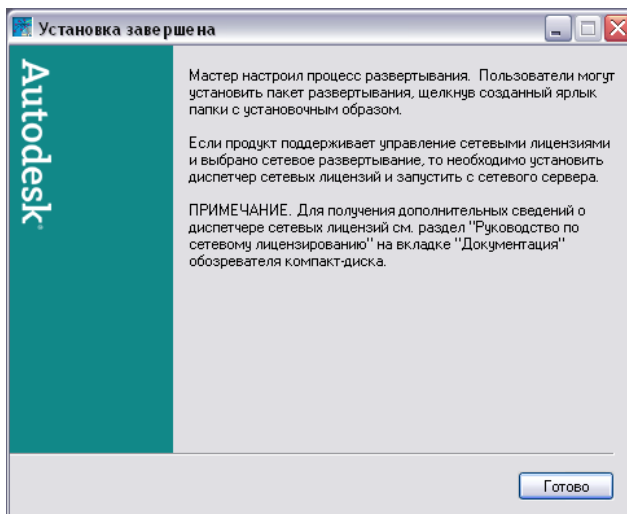 Установка завершена
Autodesk
Мастер настроил процесс развертывания. Пользователи могут
установить пакет развертывания, щелкнув созданный ярлык
папки с установочным образом.
Если продукт поддерживает управление сетевыми лицензиями
и выбрано сетевое развертывание, то необходимо установить
диспетчер сетевых лицензий и запустить с сетевого сервера.
ПРИМЕЧАНИЕ. Для получения дополнительных сведений о
диспетчере сетевых лицензий см. раздел "Руководство по
сетевому лицензированию" на вкладке "Документация"
обозревателя компакт-диска.
Готово